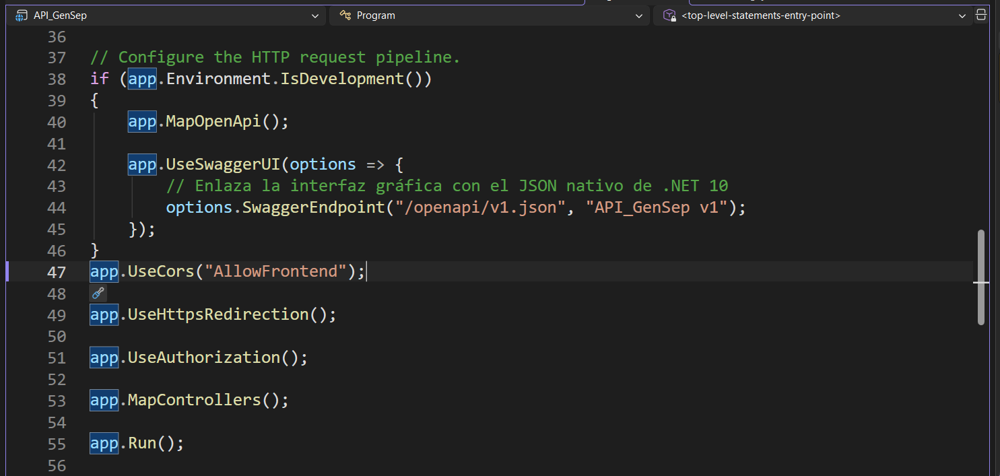 API_GenSep Program <top-level-statements-entry-point>
36
37 // Configure the HTTP request pipeline.
38 if (app.Environment.IsDevelopment())
39 {
40 app.MapOpenApi();
41
42 app.UseSwaggerUI(options => {
43 // Enlaza la interfaz gráfica con el JSON nativo de .NET 10
44 options.SwaggerEndpoint("/openapi/v1.json", "API_GenSep v1");
45 });
46 }
47 app.UseCors("AllowFrontend");
48
49 app.UseHttpsRedirection();
50
51 app.UseAuthorization();
52
53 app.MapControllers();
54
55 app.Run();
56